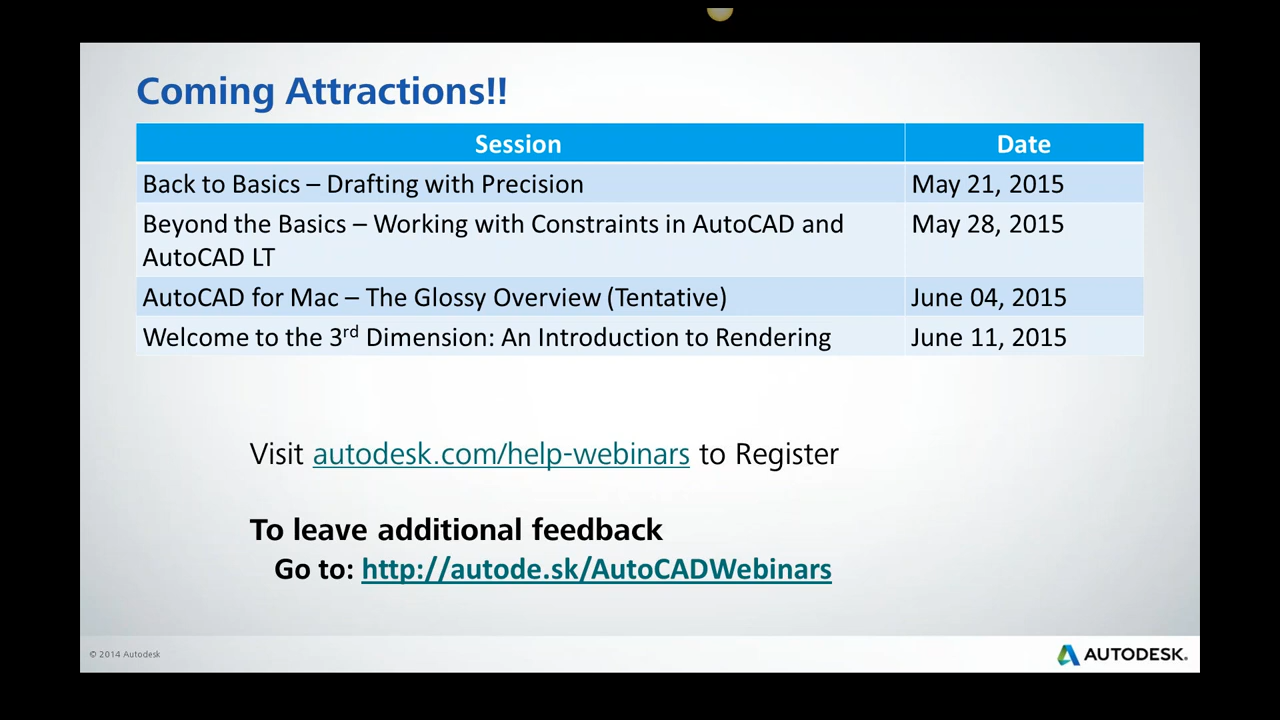 Coming Attractions!!
Session Date
Back to Basics – Drafting with Precision May 21, 2015
Beyond the Basics – Working with Constraints in AutoCAD and May 28, 2015
AutoCAD LT
AutoCAD for Mac – The Glossy Overview (Tentative) June 04, 2015
Welcome to the 3rd Dimension: An Introduction to Rendering June 11, 2015
Visit autodesk.com/help-webinars to Register
To leave additional feedback
Go to: http://autode.sk/AutoCADWebinars
© 2014 Autodesk
AUTODESK.